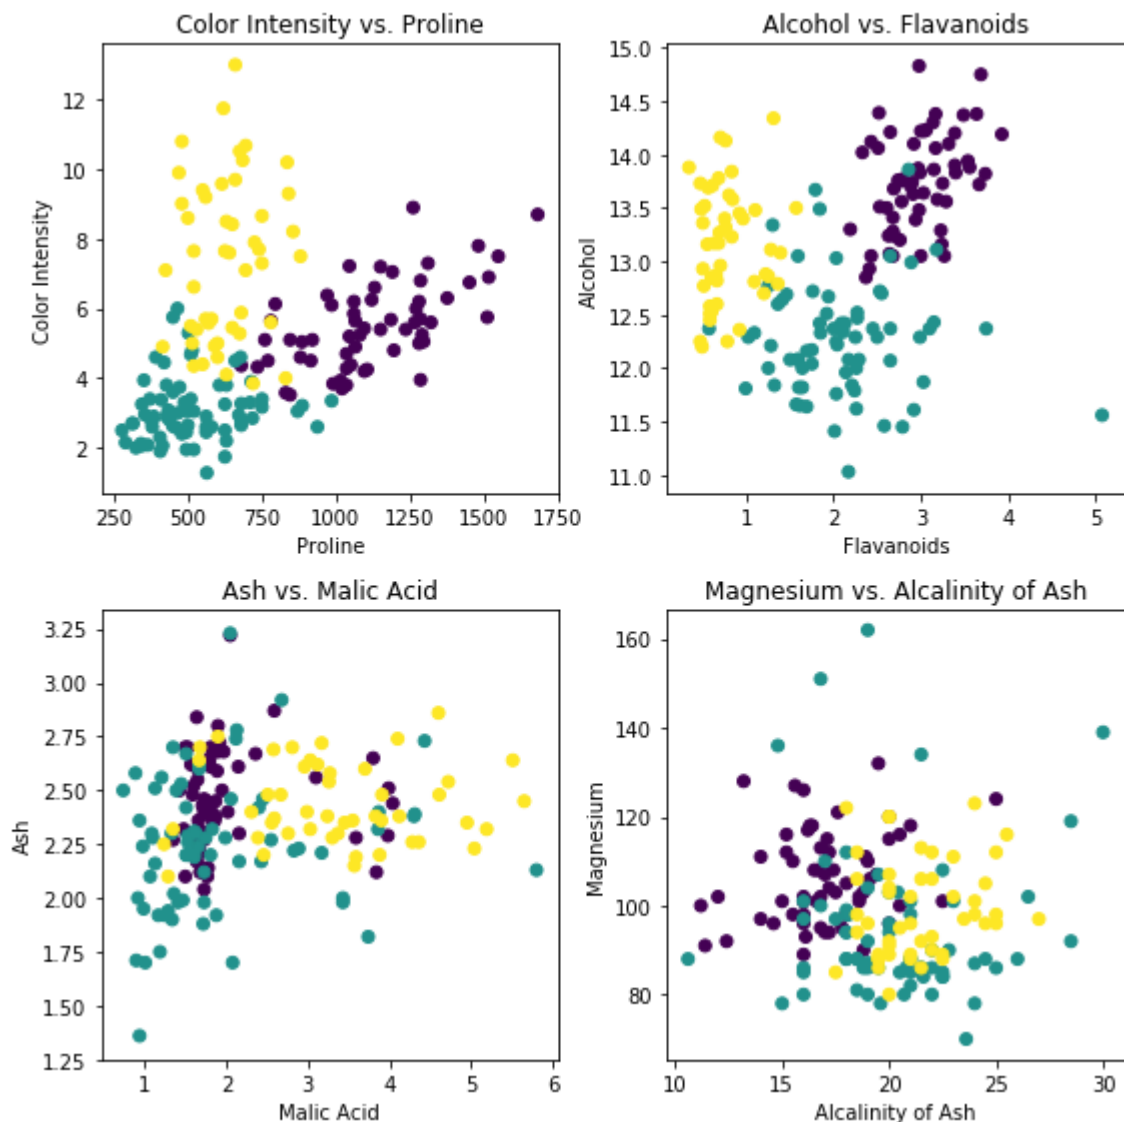 Color Intensity vs. Proline
12
10
8
6
4
2
Color Intensity
250 500 750 1000 1250 1500 1750
Proline
Alcohol vs. Flavanoids
15.0
14.5
14.0
13.5
13.0
12.5
12.0
11.5
11.0
Alcohol
1 2 3 4 5
Flavanoids
Ash vs. Malic Acid
3.25
3.00
2.75
2.50
2.25
2.00
1.75
1.50
1.25
Ash
1 2 3 4 5 6
Malic Acid
Magnesium vs. Alcalinity of Ash
160
140
120
100
80
Magnesium
10 15 20 25 30
Alcalinity of Ash